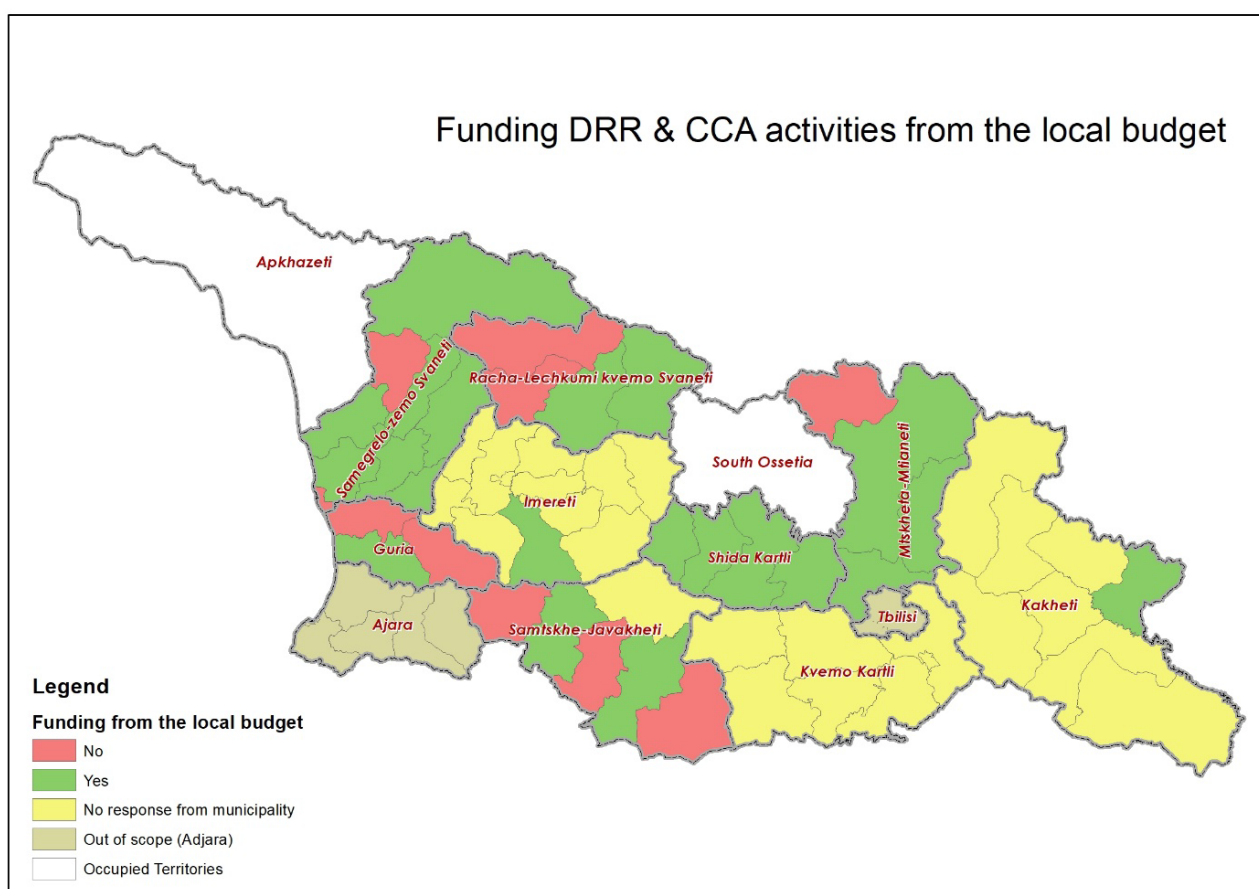 Funding DRR & CCA activities from the local budget
Apkhazeti
Samegrelo-zemo Svaneti
Racha-Lechkumi kvemo Svaneti
South Ossetia
Mtskheta-Mtianeti
Imereti
Guria
Shida Kartli
Ajara
Samtskhe-Javakheti
Tbilisi
Kakheti
Kvemo Kartli
Legend
Funding from the local budget
No
Yes
No response from municipality
Out of scope (Adjara)
Occupied Territories